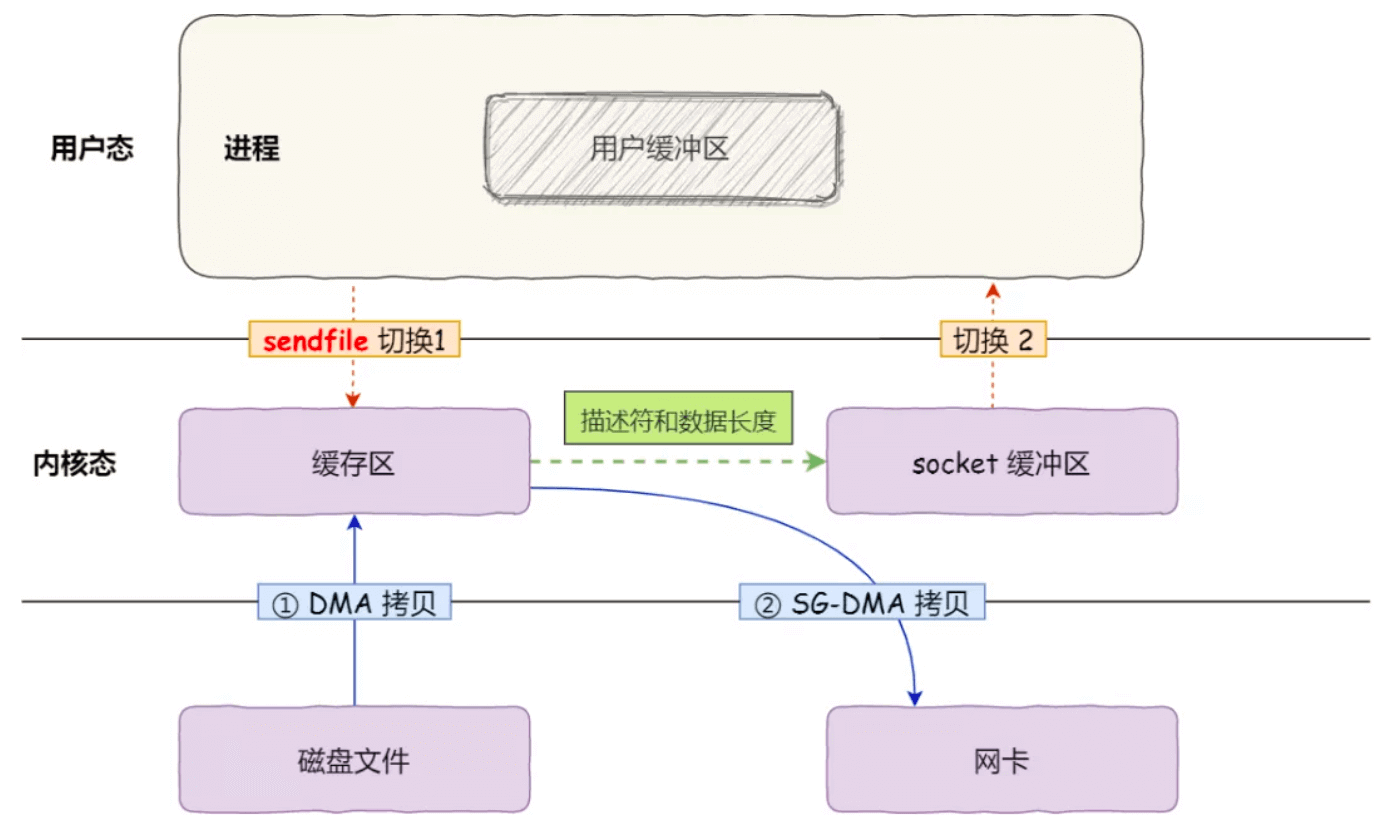 用户态
进程
用户缓冲区
sendfile 切换1
切换 2
描述符和数据长度
内核态
缓存区
socket 缓冲区
① DMA 拷贝
② SG-DMA 拷贝
磁盘文件
网卡